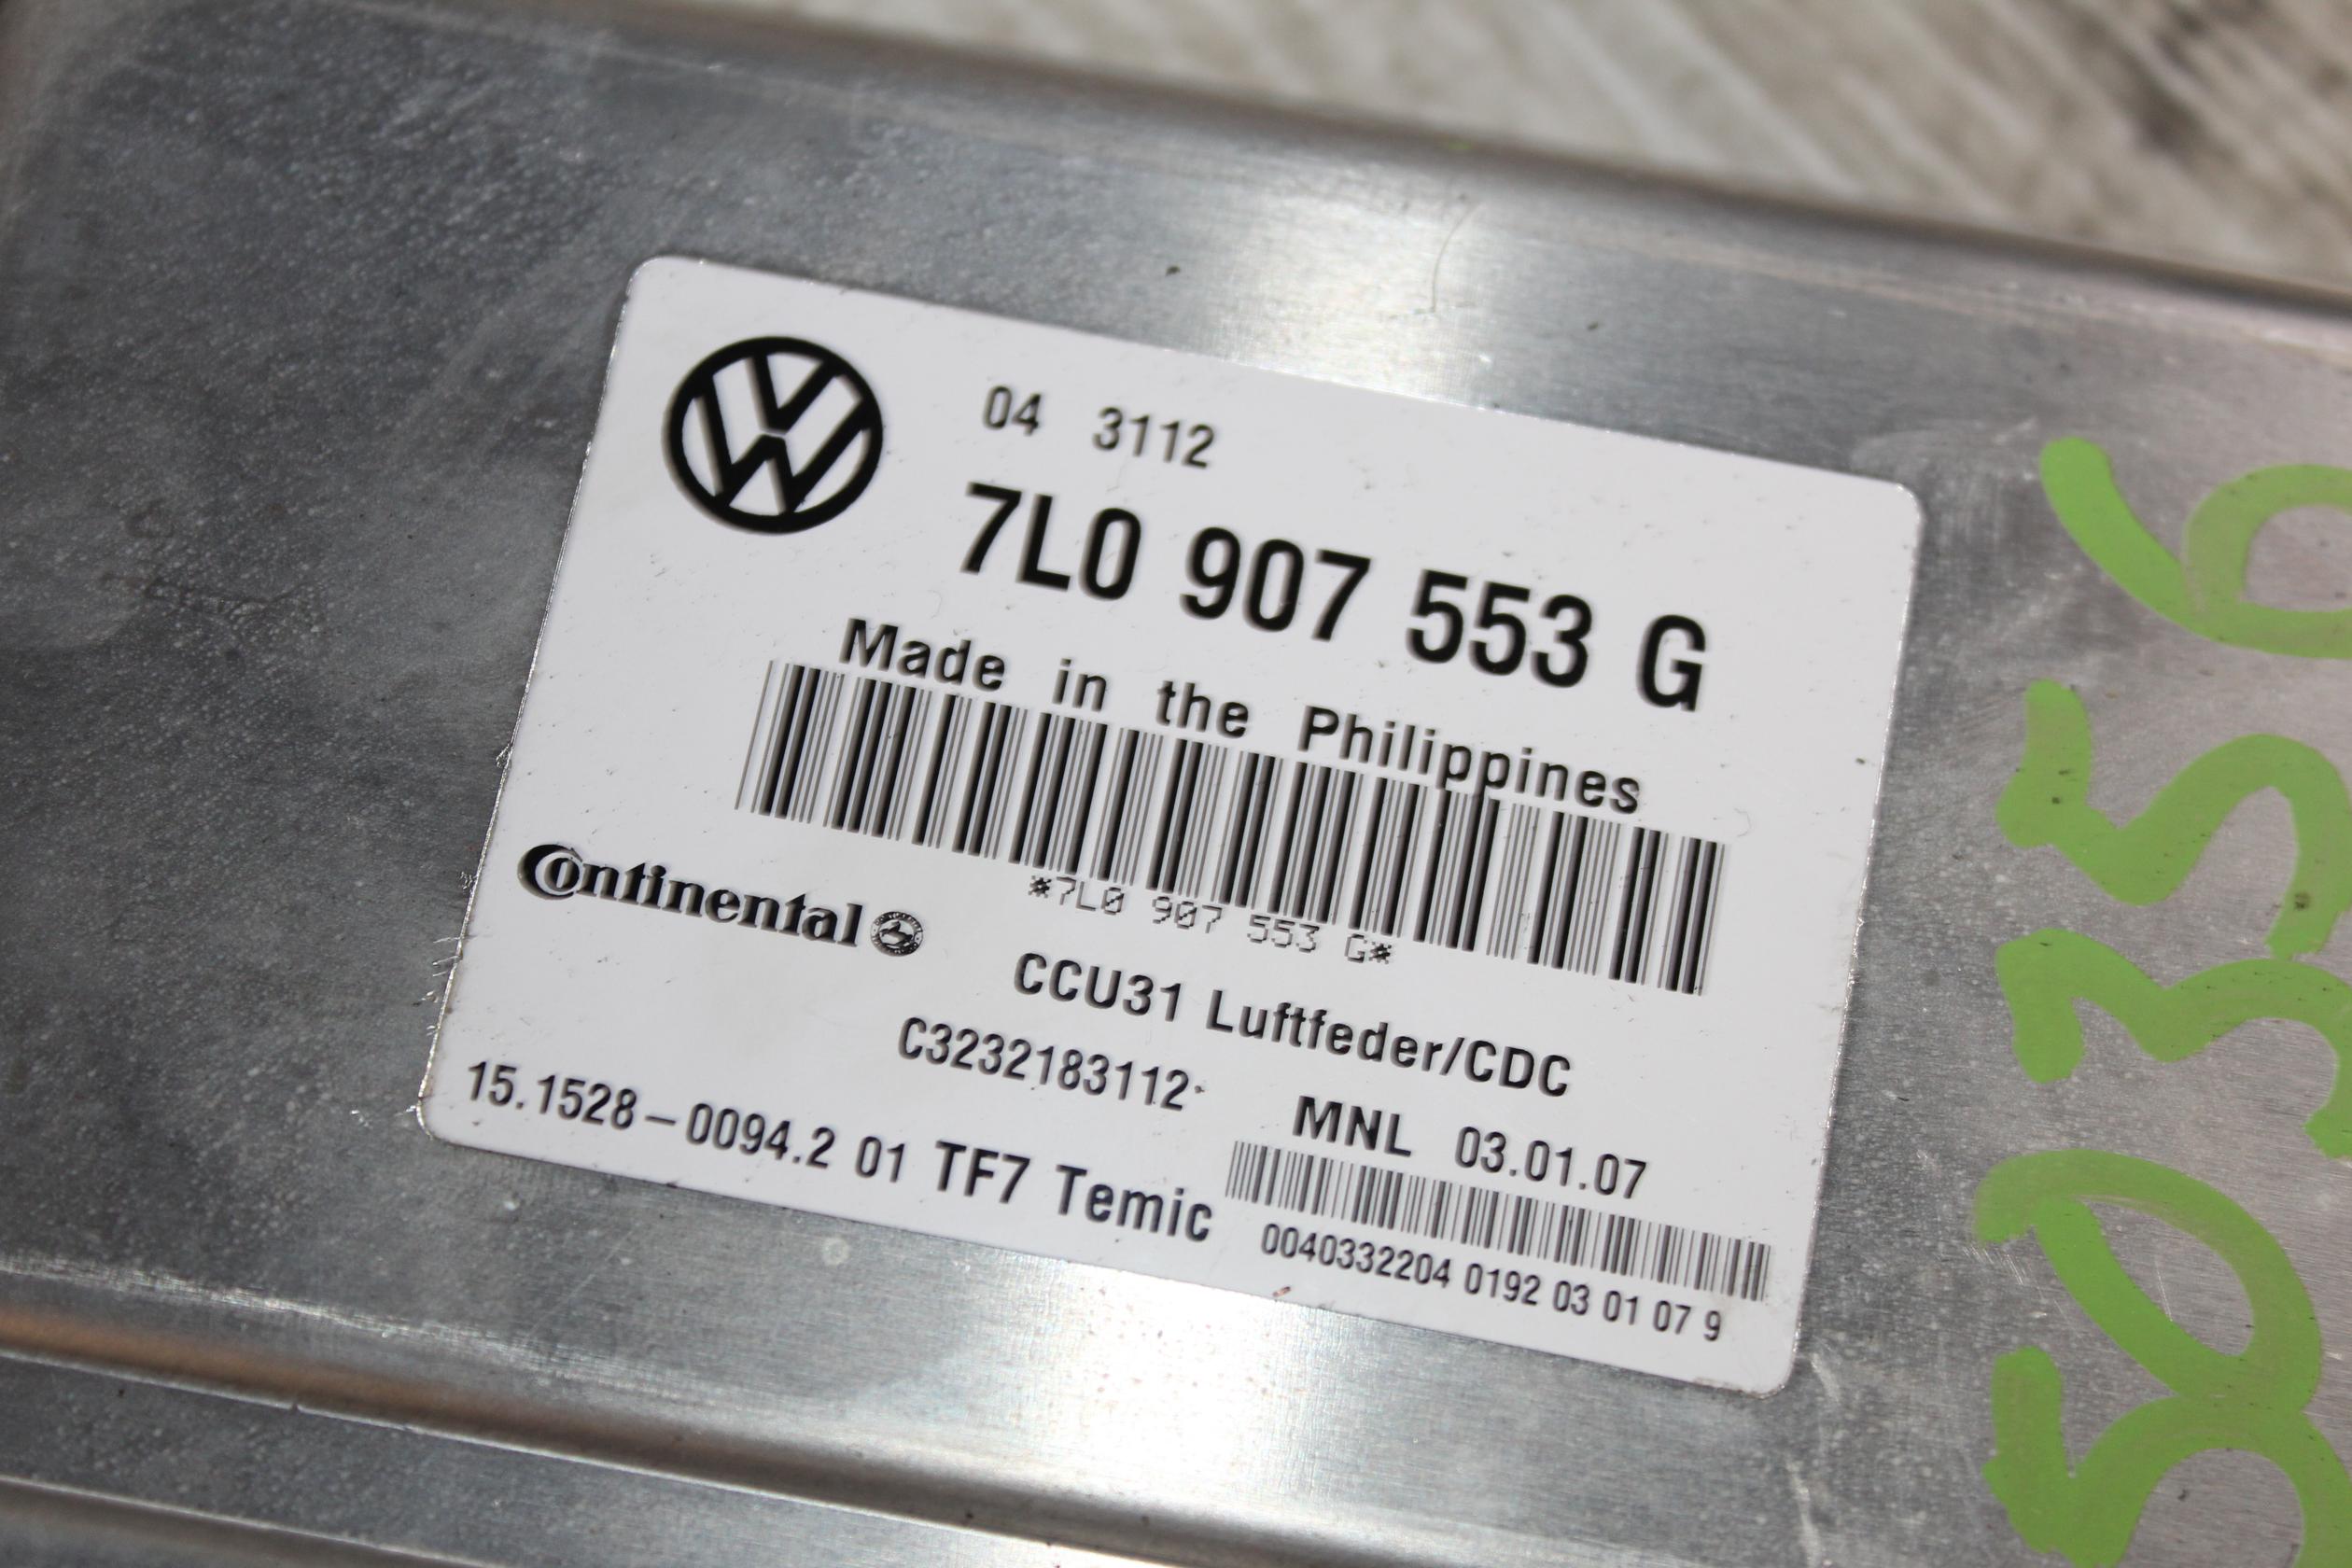 04 3112
7L0 907 553 G
Made in the Philippines
*7L0 907 553 G*
Continental
CCU31 Luftfeder/CDC
C3232183112
MNL 03.01.07
15.1528-0094.2 01 TF7 Temic
0040332204 0192 03 01 07 9